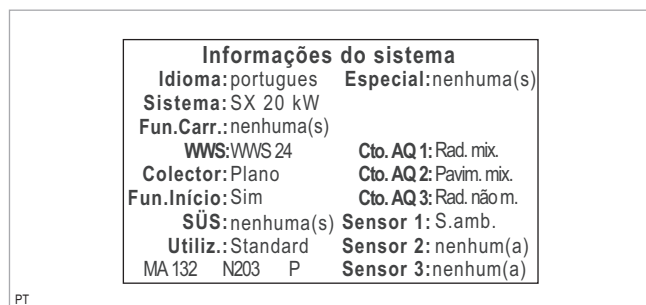 Informações do sistema
Idioma: portugues Especial: nenhuma(s)
Sistema: SX 20 kW
Fun.Carr.: nenhuma(s)
WWS: WWS 24 Cto. AQ 1: Rad. mix.
Colector: Plano Cto. AQ 2: Pavim. mix.
Fun.Início: Sim Cto. AQ 3: Rad. não m.
SÜS: nenhuma(s) Sensor 1: S.amb.
Utiliz.: Standard Sensor 2: nenhum(a)
MA 132 N203 P Sensor 3: nenhum(a)
PT